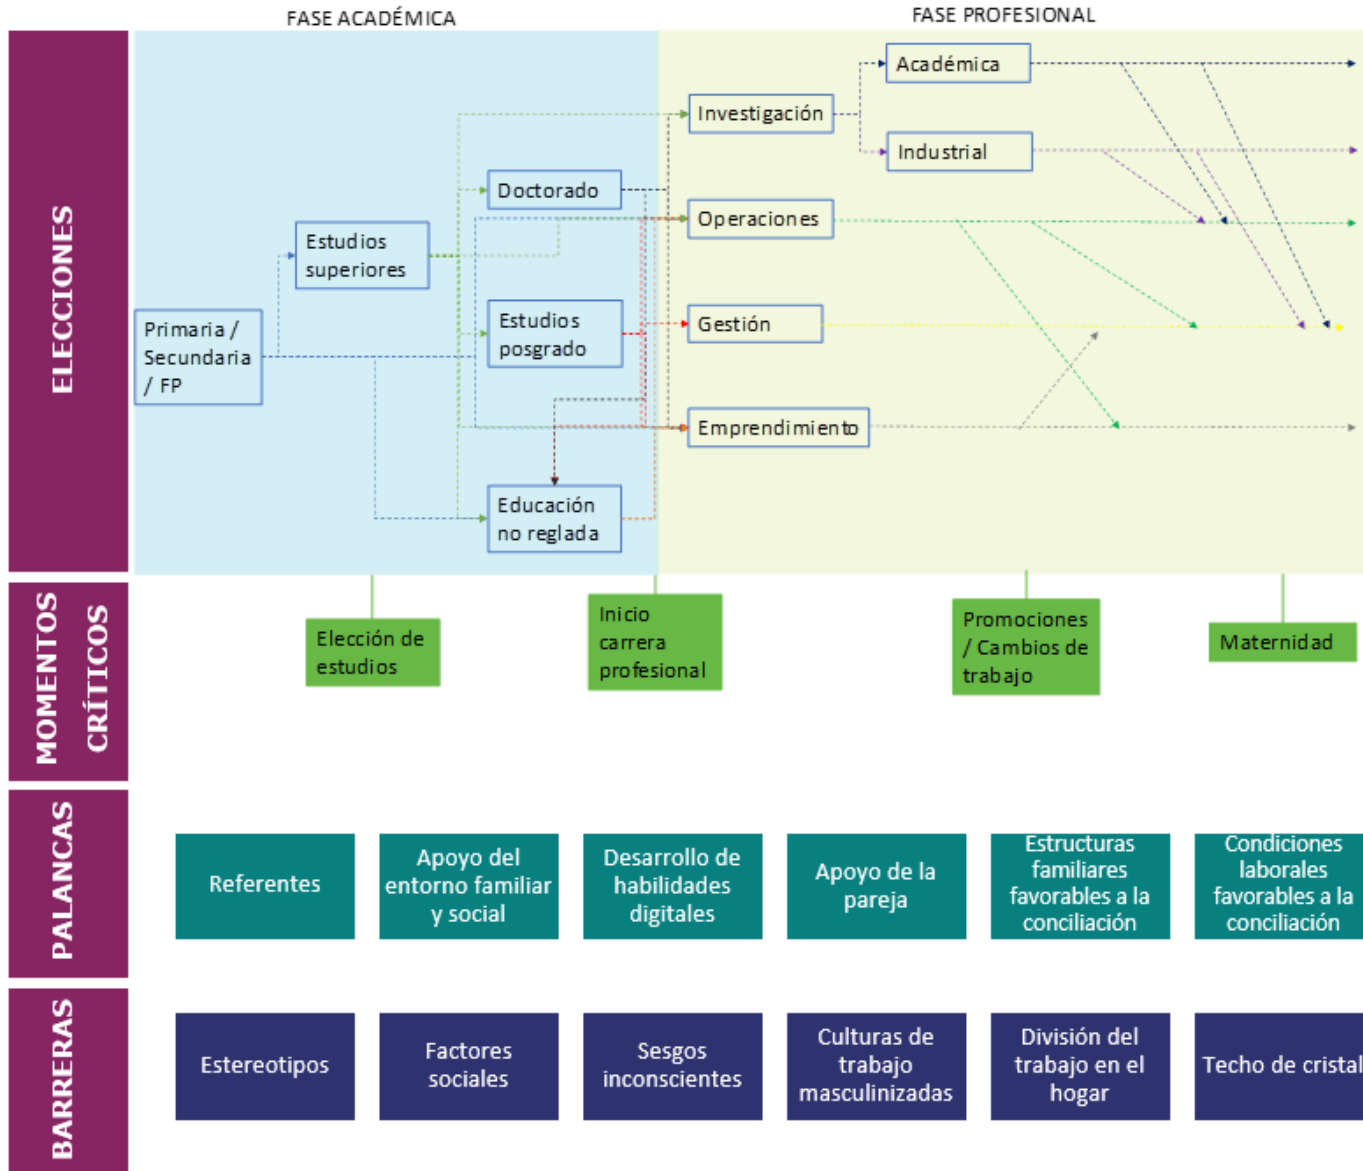 FASE ACADÉMICA
FASE PROFESIONAL
ELECCIONES
Primaria /
Secundaria
/ FP
Estudios
superiores
Doctorado
Estudios
posgrado
Educación
no reglada
Investigación
Operaciones
Gestión
Emprendimiento
Académica
Industrial
MOMENTOS
CRÍTICOS
Elección de
estudios
Inicio
carrera
profesional
Promociones
/ Cambios de
trabajo
Maternidad
PALANCAS
Referentes
Apoyo del
entorno familiar
y social
Desarrollo de
habilidades
digitales
Apoyo de la
pareja
Estructuras
familiares
favorables a la
conciliación
Condiciones
laborales
favorables a la
conciliación
BARRERAS
Estereotipos
Factores
sociales
Sesgos
inconscientes
Culturas de
trabajo
masculinizadas
División del
trabajo en el
hogar
Techo de cristal